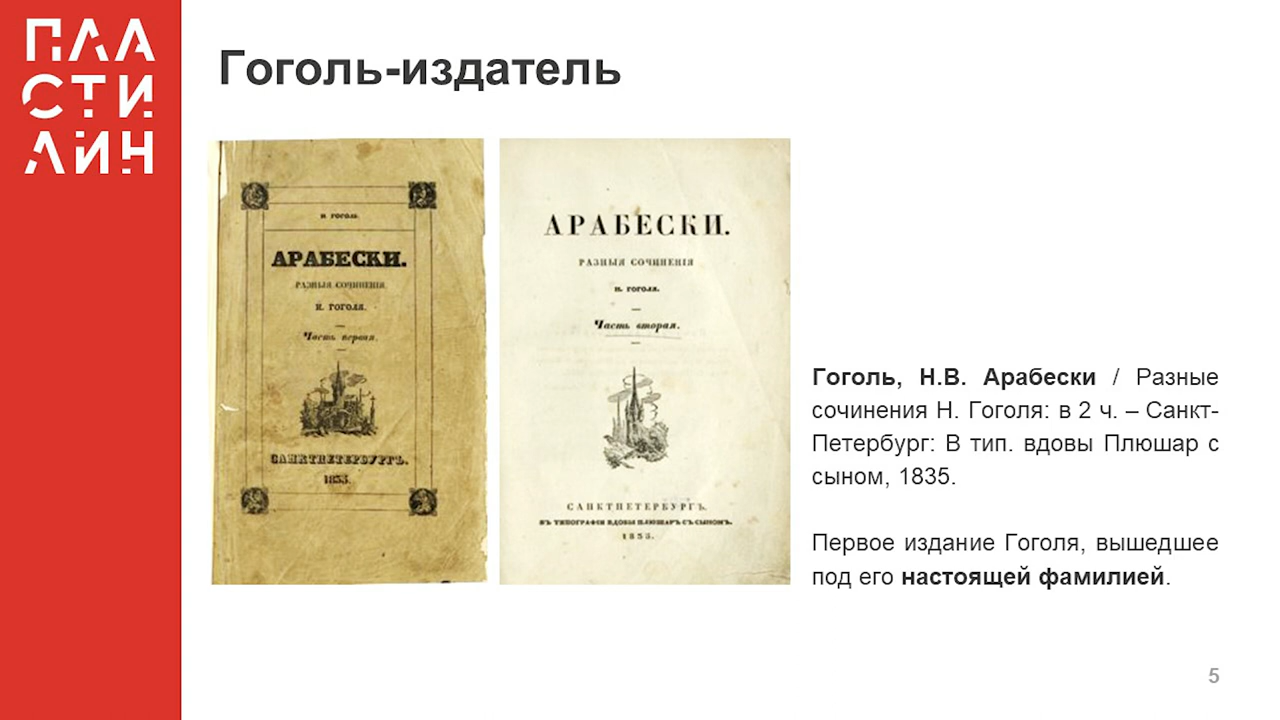 ПЛА
СТИ
ЛИН
Гоголь-издатель
Н. ГОГОЛЬ.
АРАБЕСКИ.
РАЗНЫЯ СОЧИНЕНІЯ
Н. ГОГОЛЯ.
Часть первая.
САНКТПЕТЕРБУРГЪ.
1835.
АРАБЕСКИ.
РАЗНЫЯ СОЧИНЕНІЯ
Н. ГОГОЛЯ.
Часть вторая.
САНКТПЕТЕРБУРГЪ.
ВЪ ТИПОГРАФІИ ВДОВЫ ПЛЮШАРЪ СЪ СЫНОМЪ.
1835.
Гоголь, Н.В. Арабески / Разные
сочинения Н. Гоголя: в 2 ч. – Санкт-
Петербург: В тип. вдовы Плюшар с
сыном, 1835.
Первое издание Гоголя, вышедшее
под его настоящей фамилией.
5